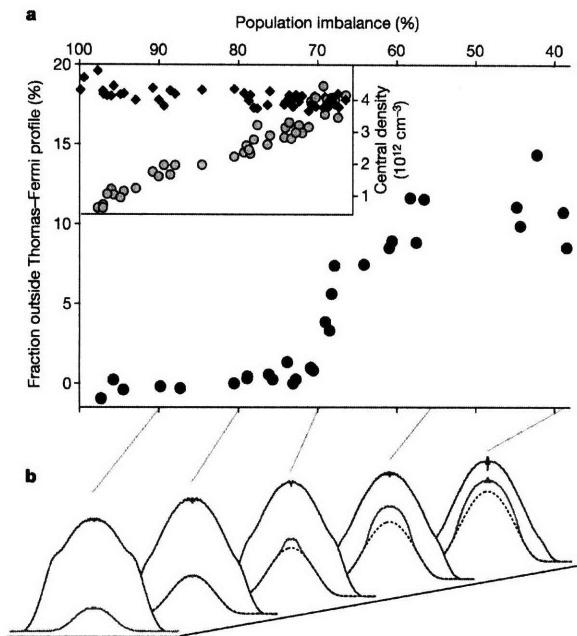 a
Population imbalance (%)
100 90 80 70 60 50 40
Fraction outside Thomas–Fermi profile (%)
20
15
10
5
0
Central density
(10¹² cm⁻³)
4
3
2
1
b